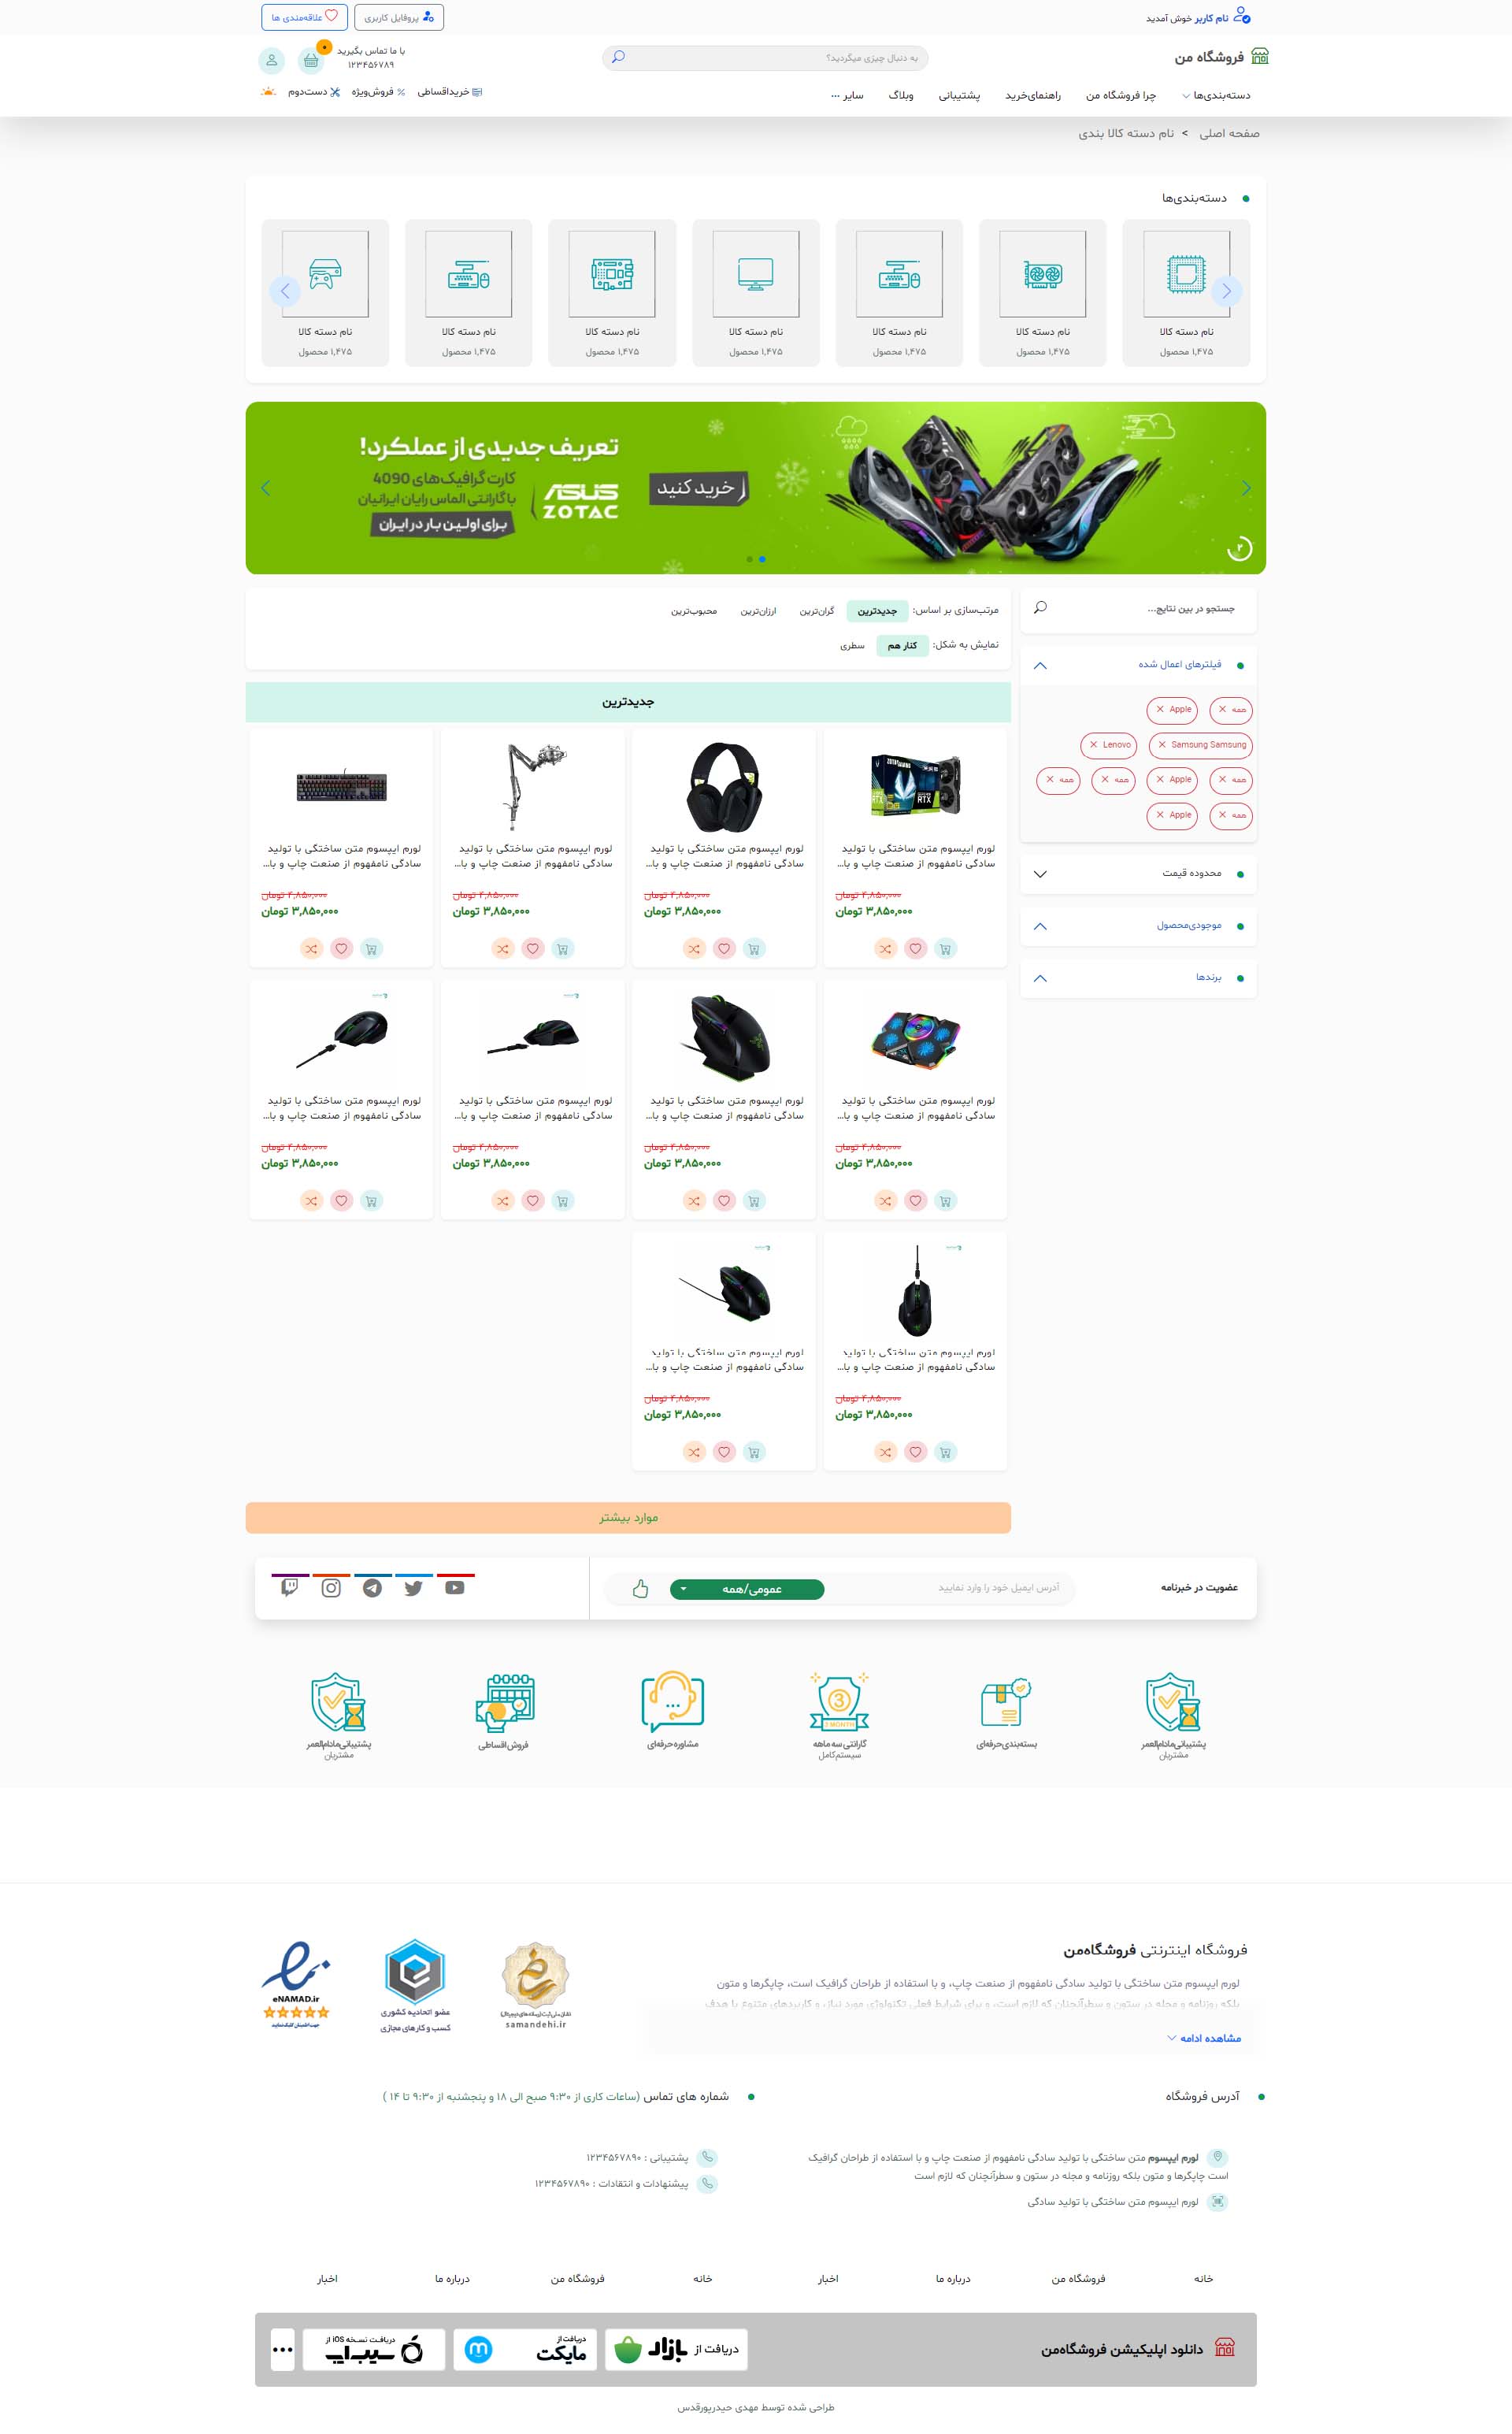 نام کاربر خوش آمدید
پروفایل کاربری
علاقه‌مندی ها
فروشگاه من
به دنبال چیزی میگردید؟
با ما تماس بگیرید
۱۲۳۴۵۶۷۸۹
۰
دسته‌بندی‌ها
چرا فروشگاه من
راهنمای‌خرید
پشتیبانی
وبلاگ
سایر ...
خریداقساطی
فروش‌ویژه
دست‌دوم
صفحه اصلی > نام دسته کالا بندی
دسته‌بندی‌ها
نام دسته کالا
۱,۴۷۵ محصول
نام دسته کالا
۱,۴۷۵ محصول
نام دسته کالا
۱,۴۷۵ محصول
نام دسته کالا
۱,۴۷۵ محصول
نام دسته کالا
۱,۴۷۵ محصول
نام دسته کالا
۱,۴۷۵ محصول
نام دسته کالا
۱,۴۷۵ محصول
تعریف جدیدی از عملکرد!
کارت گرافیک‌های 4090
با گارانتی الماس رایان ایرانیان
برای اولین بار در ایران
ASUS
ZOTAC
خرید کنید
۲
جستجو در بین نتایج...
فیلترهای اعمال شده
همه ×
Apple ×
Samsung Samsung ×
Lenovo ×
همه ×
Apple ×
همه ×
همه ×
همه ×
Apple ×
محدوده قیمت
موجودی‌محصول
برندها
مرتب‌سازی بر اساس: جدیدترین گران‌ترین ارزان‌ترین محبوب‌ترین
نمایش به شکل: کنار هم سطری
جدیدترین
لورم ایپسوم متن ساختگی با تولید
سادگی نامفهوم از صنعت چاپ و با...
۴,۸۵۰,۰۰۰ تومان
۳,۸۵۰,۰۰۰ تومان
لورم ایپسوم متن ساختگی با تولید
سادگی نامفهوم از صنعت چاپ و با...
۴,۸۵۰,۰۰۰ تومان
۳,۸۵۰,۰۰۰ تومان
لورم ایپسوم متن ساختگی با تولید
سادگی نامفهوم از صنعت چاپ و با...
۴,۸۵۰,۰۰۰ تومان
۳,۸۵۰,۰۰۰ تومان
لورم ایپسوم متن ساختگی با تولید
سادگی نامفهوم از صنعت چاپ و با...
۴,۸۵۰,۰۰۰ تومان
۳,۸۵۰,۰۰۰ تومان
لورم ایپسوم متن ساختگی با تولید
سادگی نامفهوم از صنعت چاپ و با...
۴,۸۵۰,۰۰۰ تومان
۳,۸۵۰,۰۰۰ تومان
لورم ایپسوم متن ساختگی با تولید
سادگی نامفهوم از صنعت چاپ و با...
۴,۸۵۰,۰۰۰ تومان
۳,۸۵۰,۰۰۰ تومان
لورم ایپسوم متن ساختگی با تولید
سادگی نامفهوم از صنعت چاپ و با...
۴,۸۵۰,۰۰۰ تومان
۳,۸۵۰,۰۰۰ تومان
لورم ایپسوم متن ساختگی با تولید
سادگی نامفهوم از صنعت چاپ و با...
۴,۸۵۰,۰۰۰ تومان
۳,۸۵۰,۰۰۰ تومان
لورم ایپسوم متن ساختگی با تولید
سادگی نامفهوم از صنعت چاپ و با...
۴,۸۵۰,۰۰۰ تومان
۳,۸۵۰,۰۰۰ تومان
لورم ایپسوم متن ساختگی با تولید
سادگی نامفهوم از صنعت چاپ و با...
۴,۸۵۰,۰۰۰ تومان
۳,۸۵۰,۰۰۰ تومان
موارد بیشتر
عضویت در خبرنامه
آدرس ایمیل خود را وارد نمایید
عمومی/همه
پشتیبانی‌مادام‌العمر
مشتریان
بسته‌بندی‌حرفه‌ای
3
3 MONTH
گارانتی سه ماهه
سیستم‌کامل
مشاوره‌حرفه‌ای
فروش‌اقساطی
پشتیبانی‌مادام‌العمر
مشتریان
فروشگاه اینترنتی فروشگاه‌من
لورم ایپسوم متن ساختگی با تولید سادگی نامفهوم از صنعت چاپ، و با استفاده از طراحان گرافیک است، چاپگرها و متون
بلکه روزنامه و مجله در ستون و سطرآنچنان که لازم است، و برای شرایط فعلی تکنولوژی مورد نیاز، و کاربردهای متنوع با هدف
مشاهده ادامه
samandehi.ir
عضو اتحادیه کشوری
کسب و کارهای مجازی
eNAMAD.ir
آدرس فروشگاه
لورم ایپسوم متن ساختگی با تولید سادگی نامفهوم از صنعت چاپ و با استفاده از طراحان گرافیک
است چاپگرها و متون بلکه روزنامه و مجله در ستون و سطرآنچنان که لازم است
لورم ایپسوم متن ساختگی با تولید سادگی
شماره های تماس (ساعات کاری از ۹:۳۰ صبح الی ۱۸ و پنجشنبه از ۹:۳۰ تا ۱۴ )
پشتیبانی : ۱۲۳۴۵۶۷۸۹۰
پیشنهادات و انتقادات : ۱۲۳۴۵۶۷۸۹۰
خانه فروشگاه من درباره ما اخبار خانه فروشگاه من درباره ما اخبار
دانلود اپلیکیشن فروشگاه‌من
دریافت از بازار
دریافت از
مایکت
دریافت نسخه iOS از
سیب‌اپ
...
طراحی شده توسط مهدی حیدرپورقدس